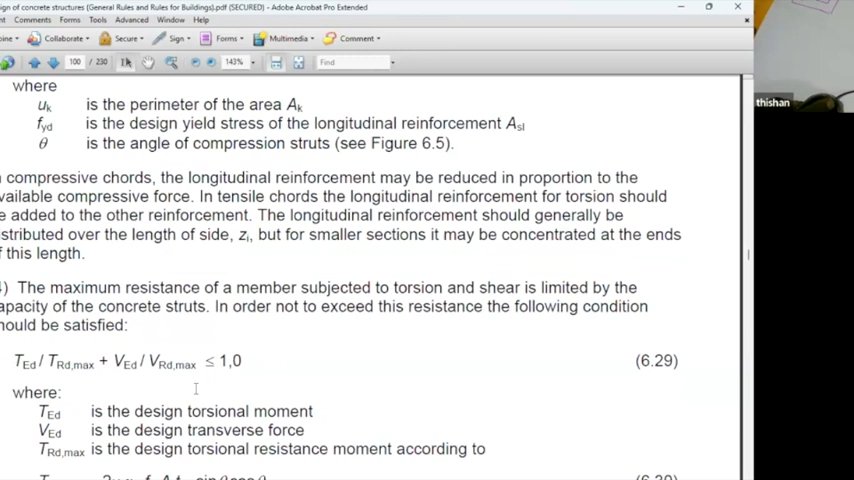 ign of concrete structures (General Rules and Rules for Buildings).pdf (SECURED) - Adobe Acrobat Pro Extended
Comments Forms Tools Advanced Window Help
Collaborate Secure Sign Forms Multimedia Comment
100 / 230 143% Find
thishan
where
uk is the perimeter of the area Ak
fyd is the design yield stress of the longitudinal reinforcement Asl
θ is the angle of compression struts (see Figure 6.5).
compressive chords, the longitudinal reinforcement may be reduced in proportion to the
vailable compressive force. In tensile chords the longitudinal reinforcement for torsion should
e added to the other reinforcement. The longitudinal reinforcement should generally be
stributed over the length of side, zi, but for smaller sections it may be concentrated at the ends
f this length.
) The maximum resistance of a member subjected to torsion and shear is limited by the
apacity of the concrete struts. In order not to exceed this resistance the following condition
hould be satisfied:
TEd / TRd,max + VEd / VRd,max ≤ 1,0 (6.29)
where:
TEd is the design torsional moment
VEd is the design transverse force
TRd,max is the design torsional resistance moment according to